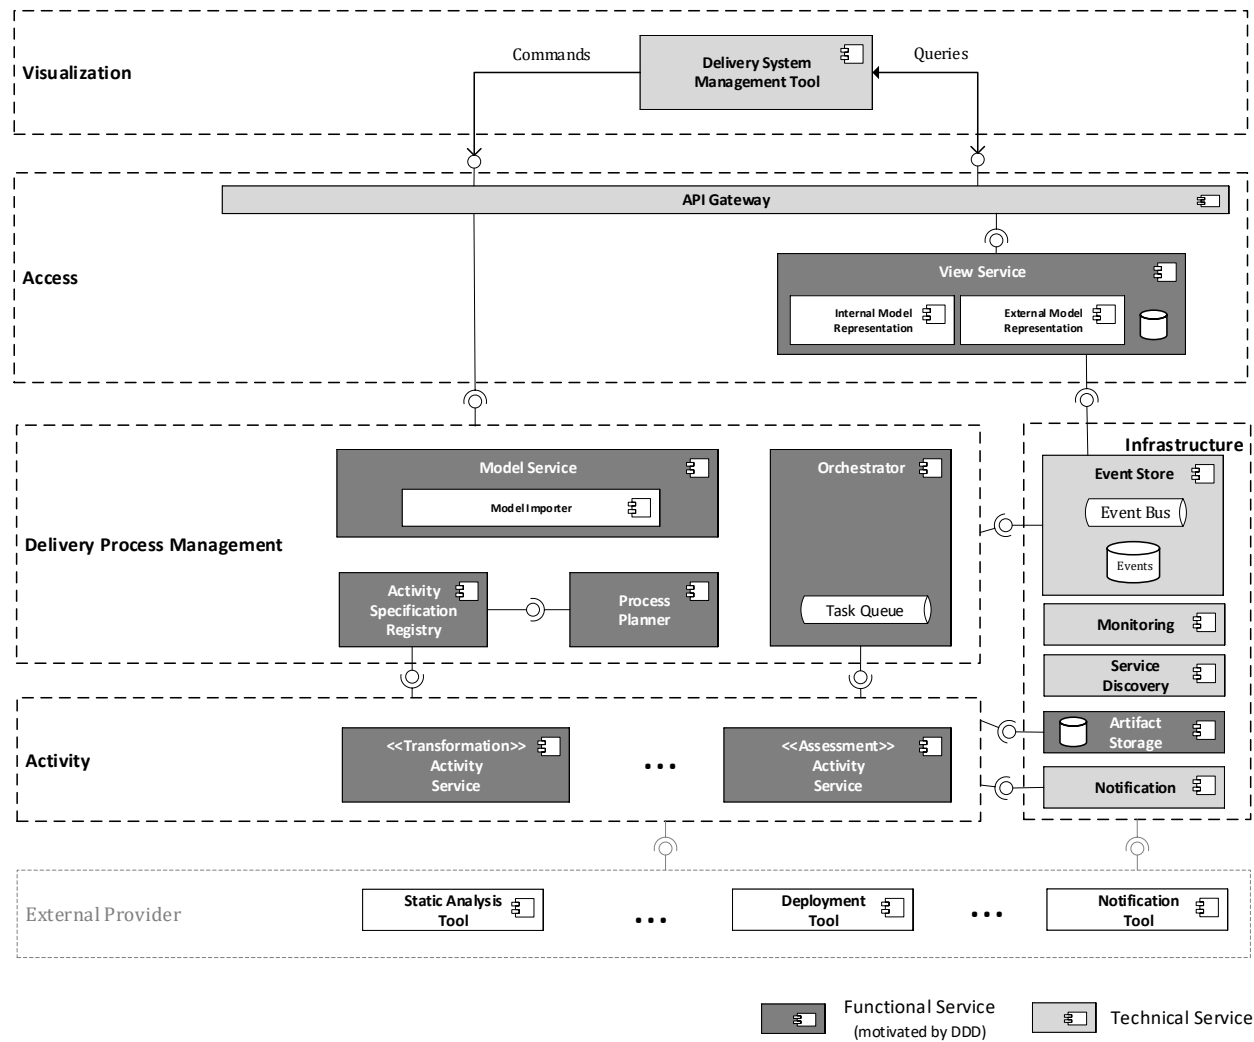 Visualization
Commands
Delivery System
Management Tool
Queries
Access
API Gateway
View Service
Internal Model
Representation
External Model
Representation
Delivery Process Management
Model Service
Model Importer
Orchestrator
Task Queue
Activity
Specification
Registry
Process
Planner
Infrastructure
Event Store
Event Bus
Events
Monitoring
Service
Discovery
Artifact
Storage
Notification
Activity
<<Transformation>>
Activity
Service
...
<<Assessment>>
Activity
Service
External Provider
Static Analysis
Tool
...
Deployment
Tool
...
Notification
Tool
Functional Service
(motivated by DDD)
Technical Service